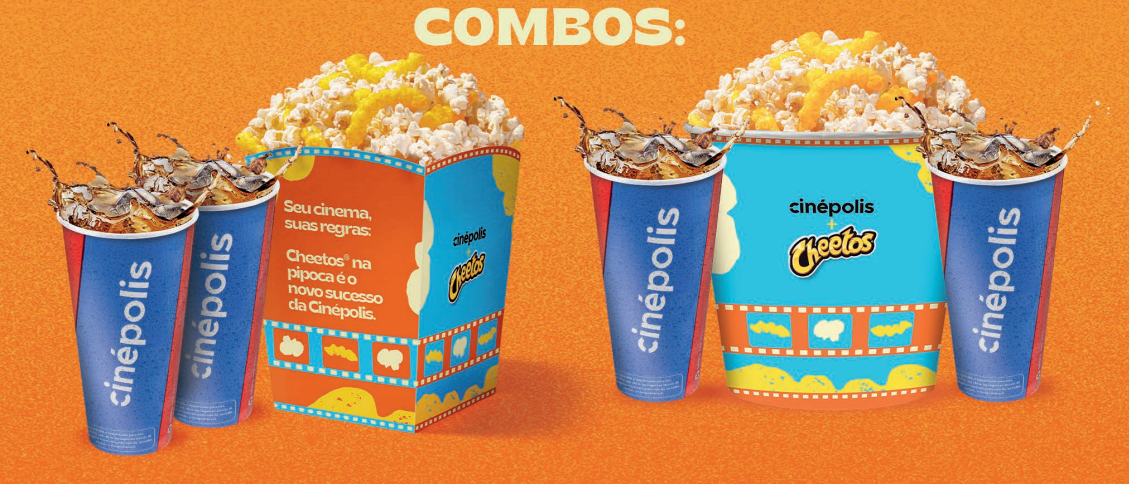 COMBOS:
cinépolis
cinépolis
Seu cinema,
suas regras:
Cheetos® na
pipoca é o
novo sucesso
da Cinépolis.
cinépolis
+
Cheetos
cinépolis
cinépolis
+
Cheetos
cinépolis